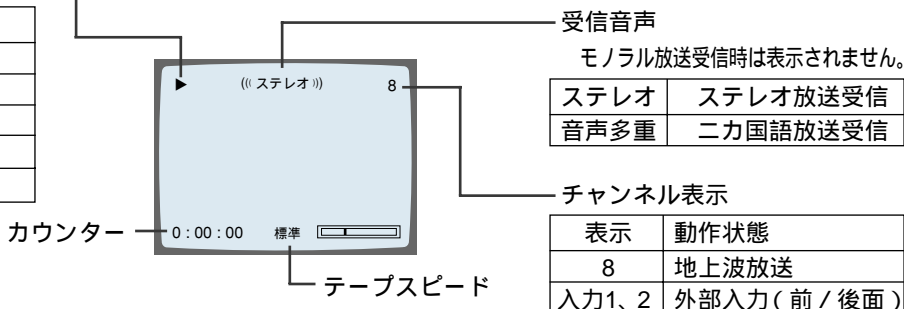 受信音声
モノラル放送受信時は表示されません。
ステレオ ステレオ放送受信
音声多重 二カ国語放送受信
▶ ((( ステレオ ))) 8
チャンネル表示
カウンター 0 : 00 : 00 標準
表示 動作状態
8 地上波放送
テープスピード
入力1、2 外部入力(前/後面)